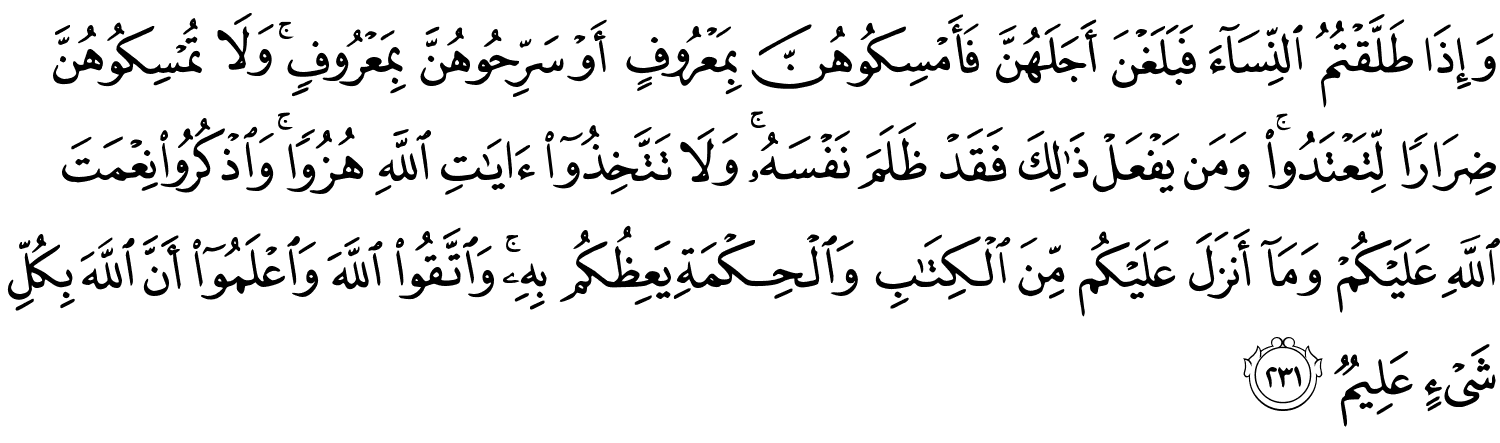 وَإِذَا طَلَّقْتُمُ ٱلنِّسَآءَ فَبَلَغْنَ أَجَلَهُنَّ فَأَمْسِكُوهُنَّ بِمَعْرُوفٍ أَوْ سَرِّحُوهُنَّ بِمَعْرُوفٍ ۚ وَلَا تُمْسِكُوهُنَّ
ضِرَارًا لِّتَعْتَدُوا۟ ۚ وَمَن يَفْعَلْ ذَٰلِكَ فَقَدْ ظَلَمَ نَفْسَهُۥ ۚ وَلَا تَتَّخِذُوٓا۟ ءَايَـٰتِ ٱللَّهِ هُزُوًا ۚ وَٱذْكُرُوا۟ نِعْمَتَ
ٱللَّهِ عَلَيْكُمْ وَمَآ أَنزَلَ عَلَيْكُم مِّنَ ٱلْكِتَـٰبِ وَٱلْحِكْمَةِ يَعِظُكُم بِهِۦ ۚ وَٱتَّقُوا۟ ٱللَّهَ وَٱعْلَمُوٓا۟ أَنَّ ٱللَّهَ بِكُلِّ
شَىْءٍ عَلِيمٌ ٢٣١